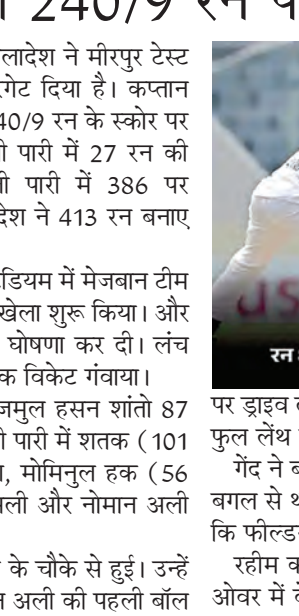 240/9 रन
लादेश ने मीरपुर टेस्ट
गेट दिया है। कप्तान
40/9 रन के स्कोर पर
पारी में 27 रन की
पारी में 386 पर
देश ने 413 रन बनाए
डियम में मेजबान टीम
खेला शुरू किया। और
घोषणा कर दी। लंच
क विकेट गंवाया।
जमुल हसन शांतो 87
पारी में शतक (101
मोमिनुल हक (56
अली और नोमान अली
के चौके से हुई। उन्हें
न अली की पहली बॉल
रन
पर ड्राइव
फुल लेंथ
गेंद ने
बगल से
कि फील्ड
रहीम
ओवर में